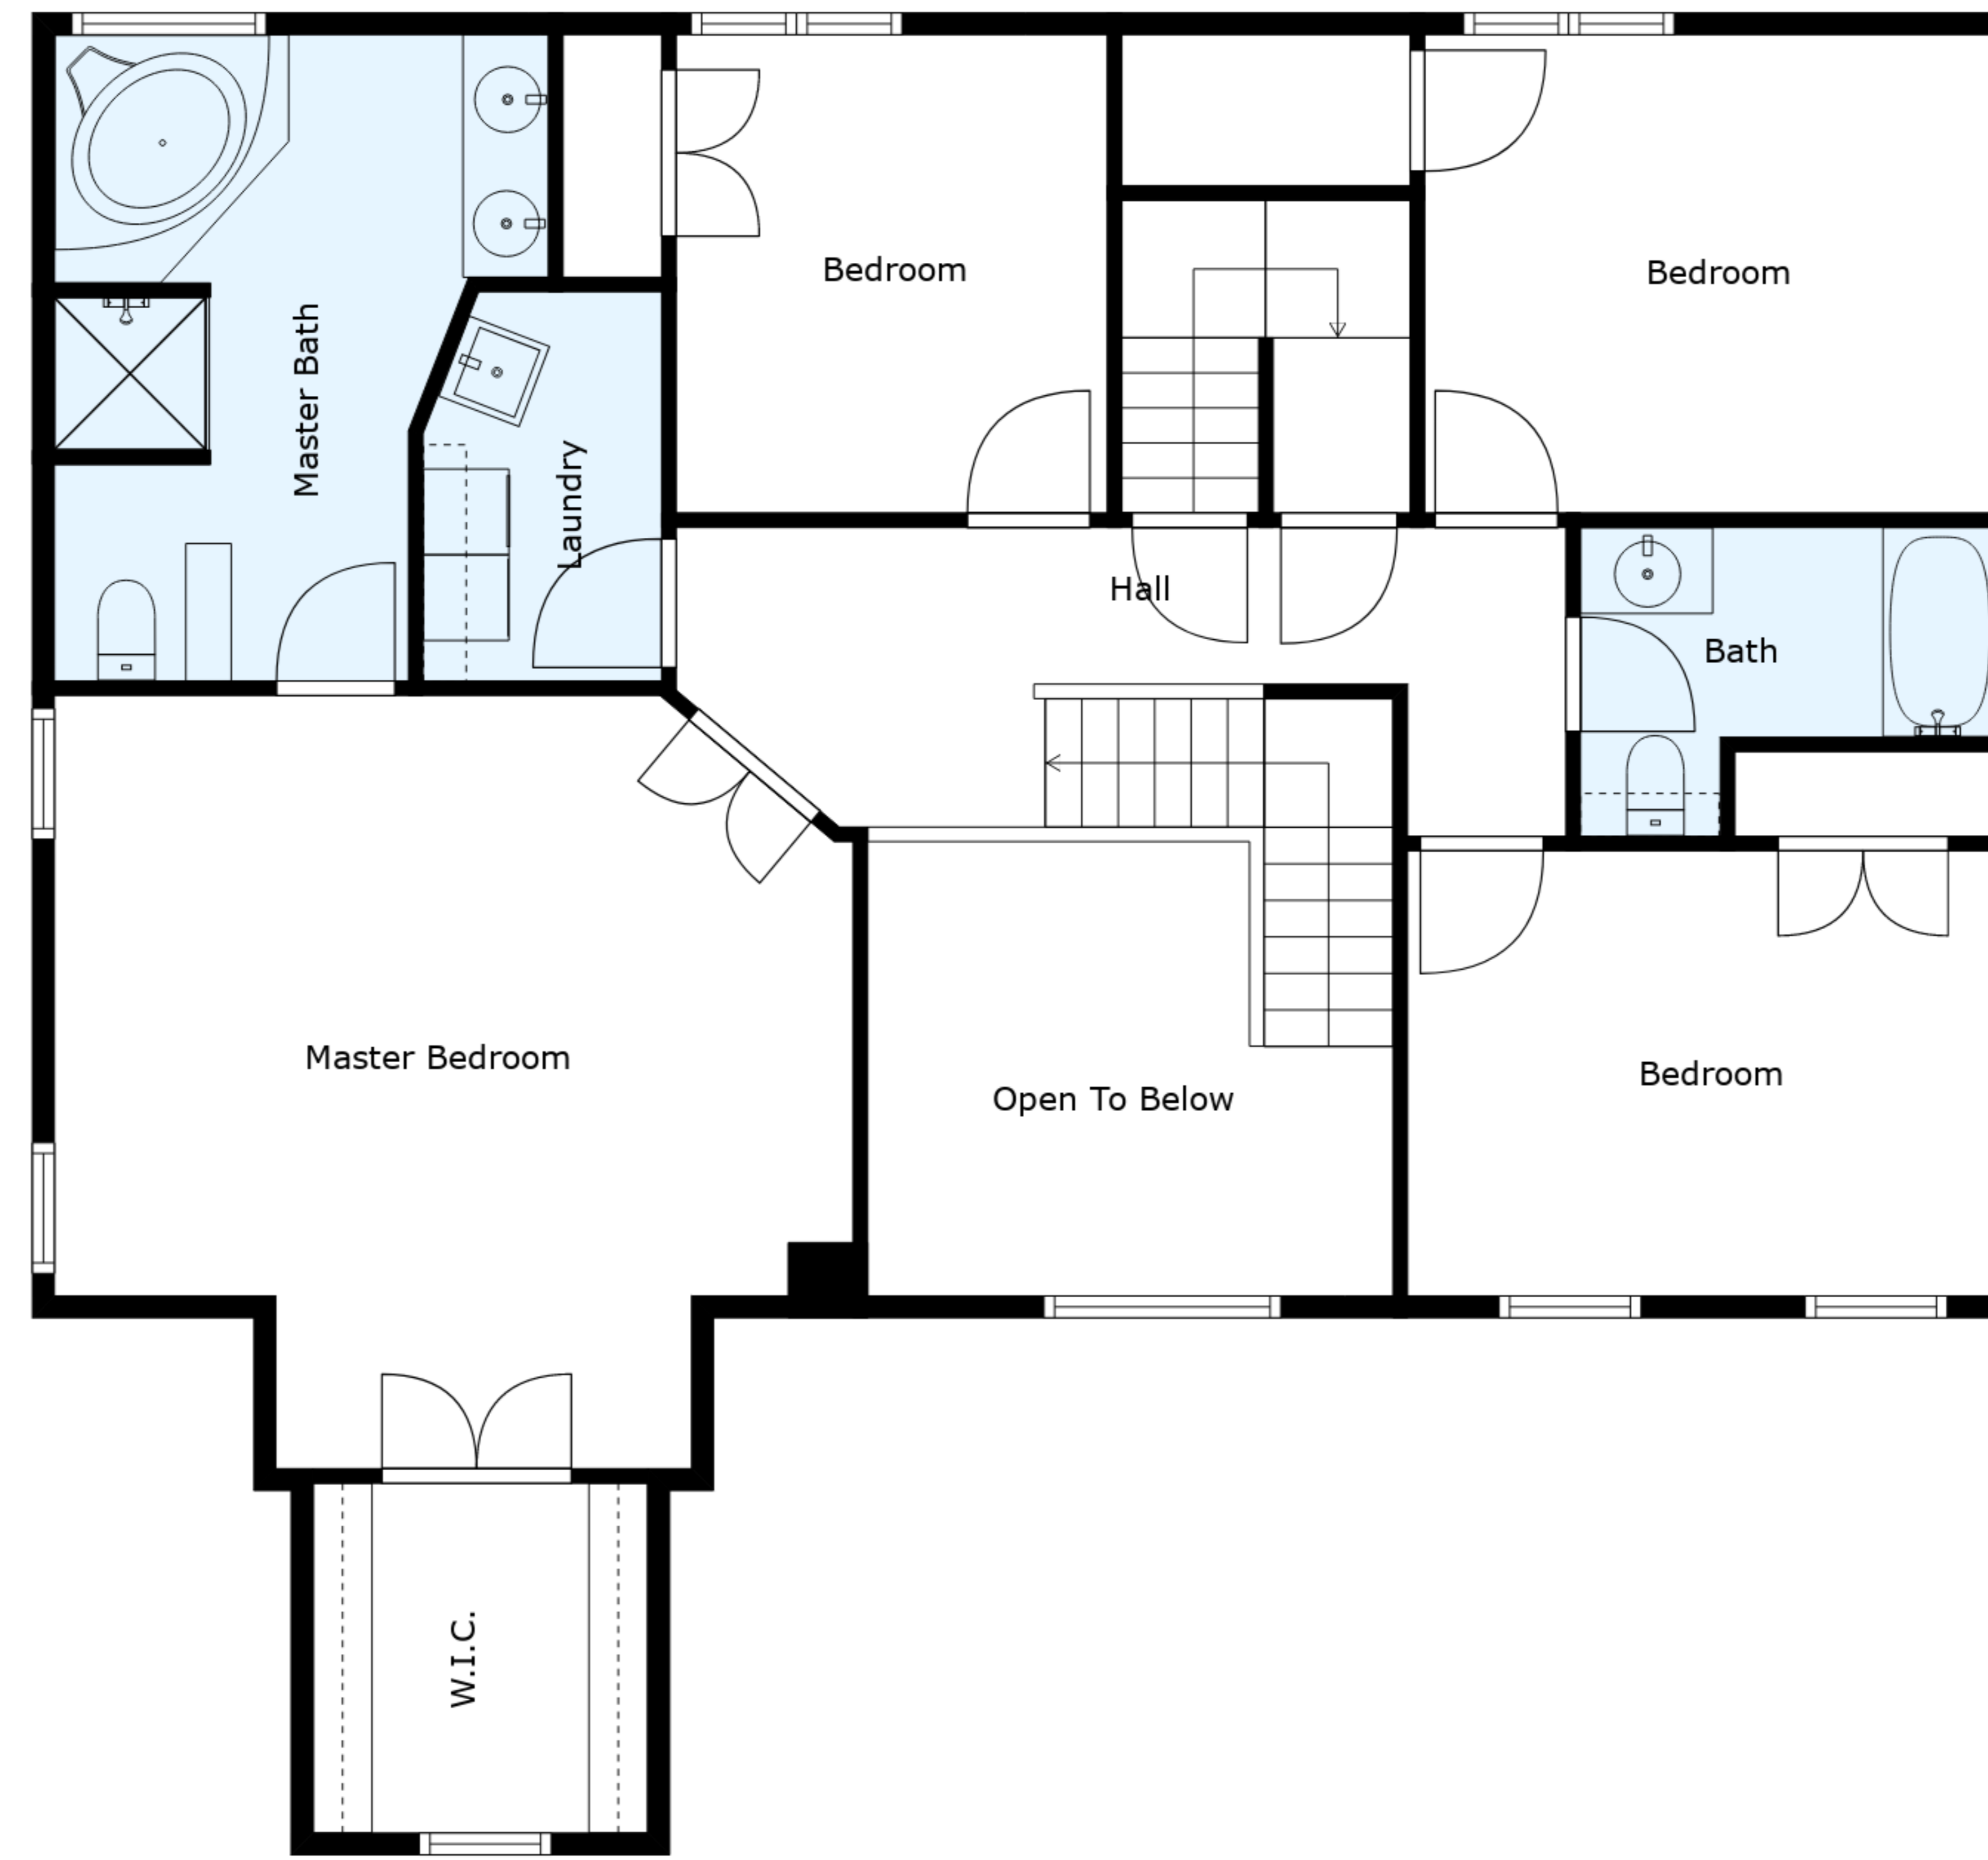 Bedroom
Bedroom
Master Bath
Laundry
Hall
Bath
Master Bedroom
Open To Below
Bedroom
W.I.C.